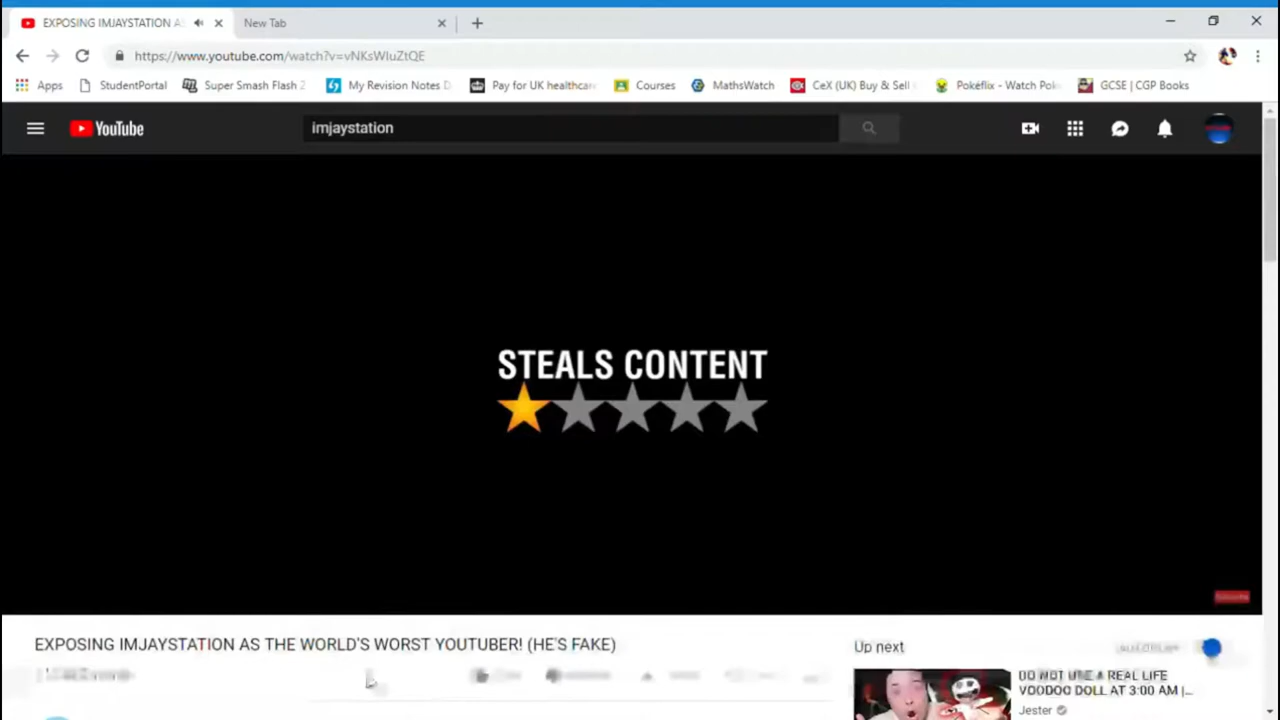 EXPOSING IMJAYSTATION AS
New Tab
https://www.youtube.com/watch?v=vNKsWIuZtQE
Apps
StudentPortal
Super Smash Flash 2
My Revision Notes D
Pay for UK healthcar
Courses
MathsWatch
CeX (UK) Buy & Sell
Pokéflix - Watch Pok
GCSE | CGP Books
YouTube
imjaystation
STEALS CONTENT
EXPOSING IMJAYSTATION AS THE WORLD'S WORST YOUTUBER! (HE'S FAKE)
Up next
DO NOT USE A REAL LIFE
VOODOO DOLL AT 3:00 AM |...
Jester